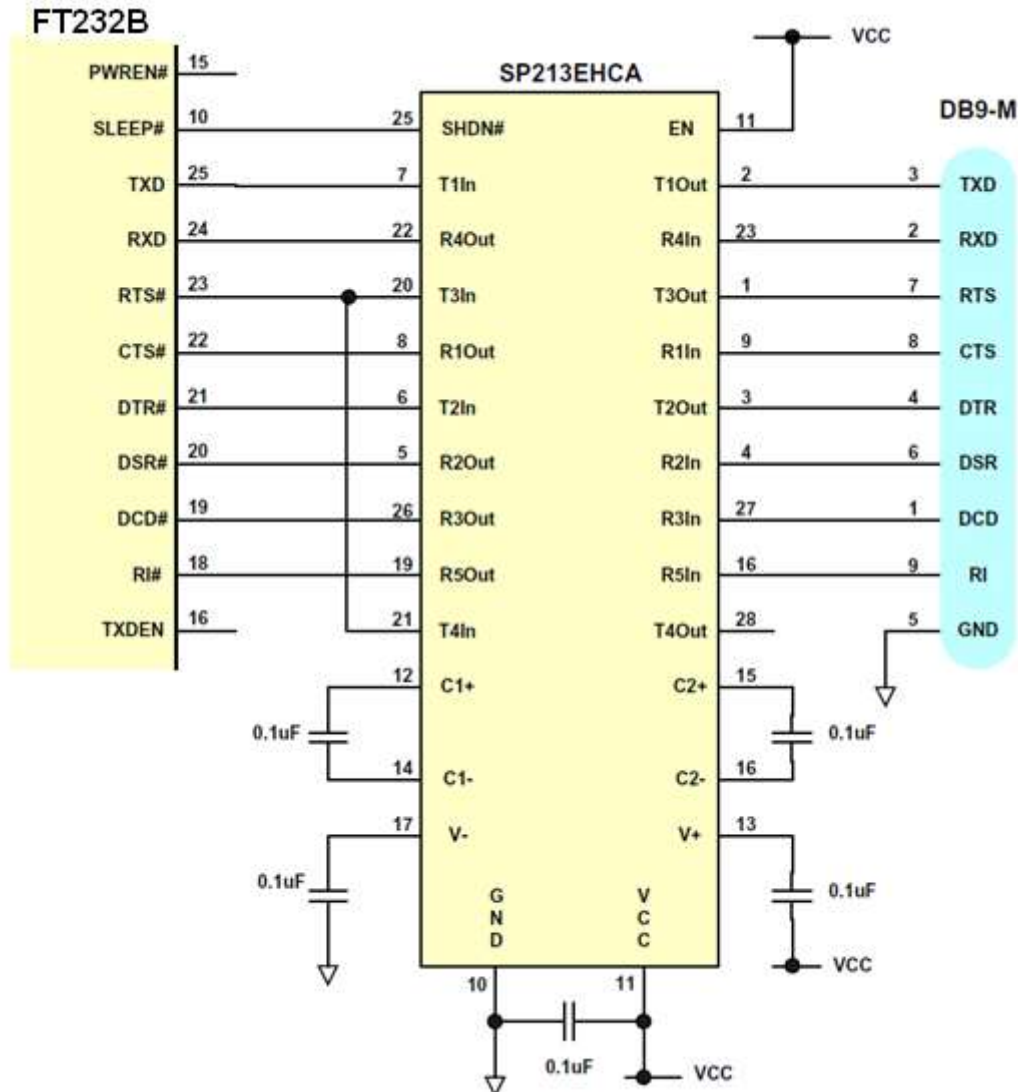 FT232B
VCC
SP213EHCA
DB9-M
PWREN# 15
SLEEP# 10 25 SHDN# EN 11
TXD 25 7 T1In T1Out 2 3 TXD
RXD 24 22 R4Out R4In 23 2 RXD
RTS# 23 20 T3In T3Out 1 7 RTS
CTS# 22 8 R1Out R1In 9 8 CTS
DTR# 21 6 T2In T2Out 3 4 DTR
DSR# 20 5 R2Out R2In 4 6 DSR
DCD# 19 26 R3Out R3In 27 1 DCD
RI# 18 19 R5Out R5In 16 9 RI
TXDEN 16 21 T4In T4Out 28 5 GND
12 C1+ C2+ 15
0.1uF 0.1uF
14 C1- C2- 16
17 V- V+ 13
0.1uF 0.1uF
GND VCC
VCC
10 11
0.1uF
VCC